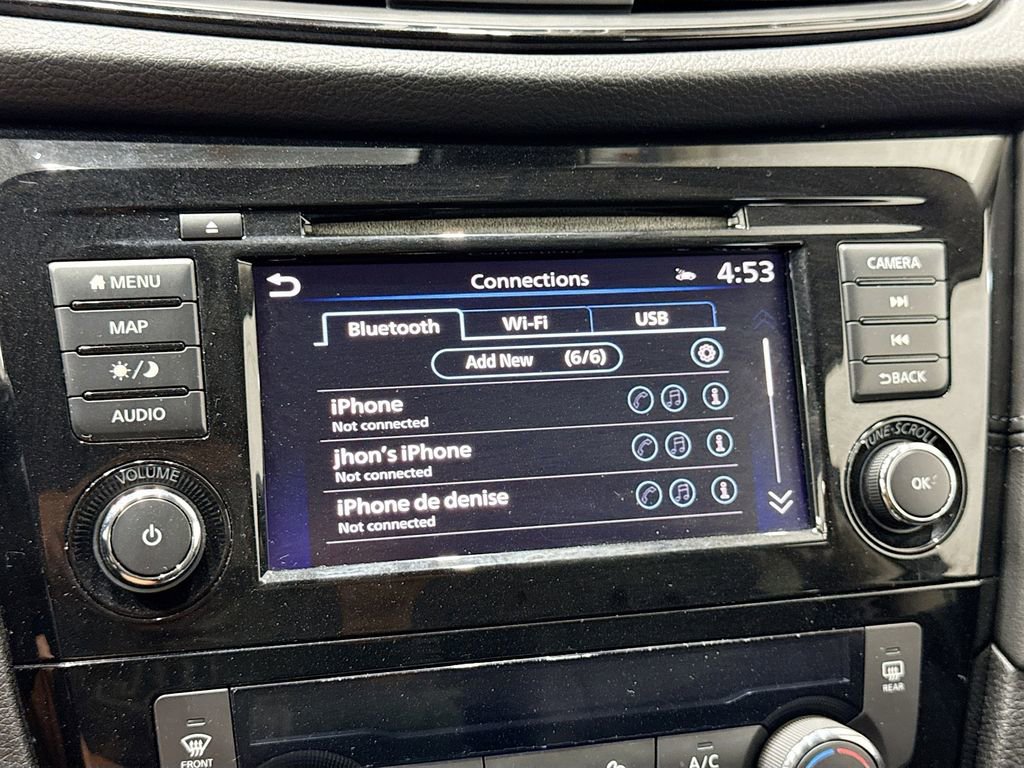 MENU
MAP
AUDIO
VOLUME
Connections
4:53
Bluetooth
Wi-Fi
USB
Add New (6/6)
iPhone
Not connected
jhon's iPhone
Not connected
iPhone de denise
Not connected
CAMERA
BACK
TUNE·SCROLL
OK
FRONT
A/C
REAR